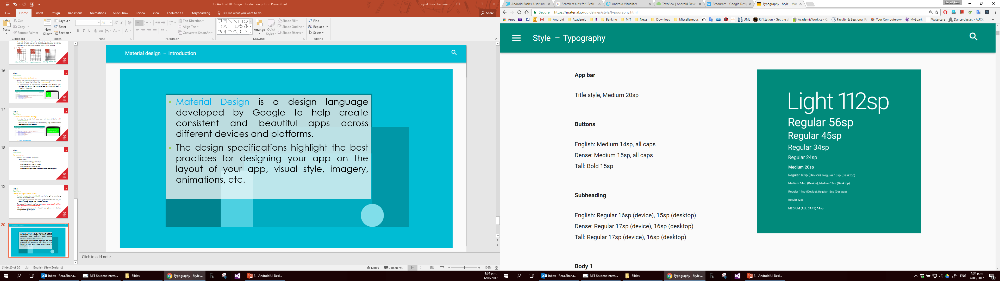 3 - Android UI Design Introduction.pptx - PowerPoint
Seyed Reza Shahamiri
File Home Insert Design Transitions Animations Slide Show Review View EndNote X7 Storyboarding Tell me what you want to do Share
Paste
Cut
Copy
Format Painter
Clipboard
New Slide
Layout
Reset
Section
Slides
24
Font
Text Direction
Align Text
Convert to SmartArt
Paragraph
Arrange
Quick Styles
Shape Fill
Shape Outline
Shape Effects
Drawing
Find
Replace
Select
Editing
16
17
18
19
20
Material design – Introduction
Material Design is a design language
developed by Google to help create
consistent and beautiful apps across
different devices and platforms.
The design specifications highlight the best
practices for designing your app on the
layout of your app, visual style, imagery,
animations, etc.
Click to add notes
Slide 20 of 20 English (New Zealand) Notes Comments 108%
Inbox - Reza.Shaha... MIT Student Intern... Slides Typography - Style ... 3 - Android UI Desi...
1:34 p.m.
6/03/2017
Android Basics: User Inte Search results for "Scale Android Visualizer TextView | Android Deve Resources - Google Desi Typography - Style - Mat Seyed Reza
Secure https://material.io/guidelines/style/typography.html
Apps Android Academic IT Banking MIT News Download Miscellaneous UML Riffstation - Get the c AcademicWork.ca - C Faculty & Sessional P Your Computeroxy MySpark Watercare Dance classes - AUCK
Style – Typography
App bar
Title style, Medium 20sp
Buttons
English: Medium 14sp, all caps
Dense: Medium 15sp, all caps
Tall: Bold 15sp
Subheading
English: Regular 16sp (device), 15sp (desktop)
Dense: Regular 17sp (device), 16sp (desktop)
Tall: Regular 17sp (device), 16sp (desktop)
Body 1
Light 112sp
Regular 56sp
Regular 45sp
Regular 34sp
Regular 24sp
Medium 20sp
Regular 16sp (Device), Regular 15sp (Desktop)
Medium 14sp (Device), Medium 13sp (Desktop)
Regular 14sp (Device), Regular 13sp (Desktop)
Regular 12sp
MEDIUM (ALL CAPS) 14sp
Inbox - Reza.Shaha... MIT Student Intern... Slides Typography - Style ... 3 - Android UI Desi...
ENG
1:34 p.m.
6/03/2017